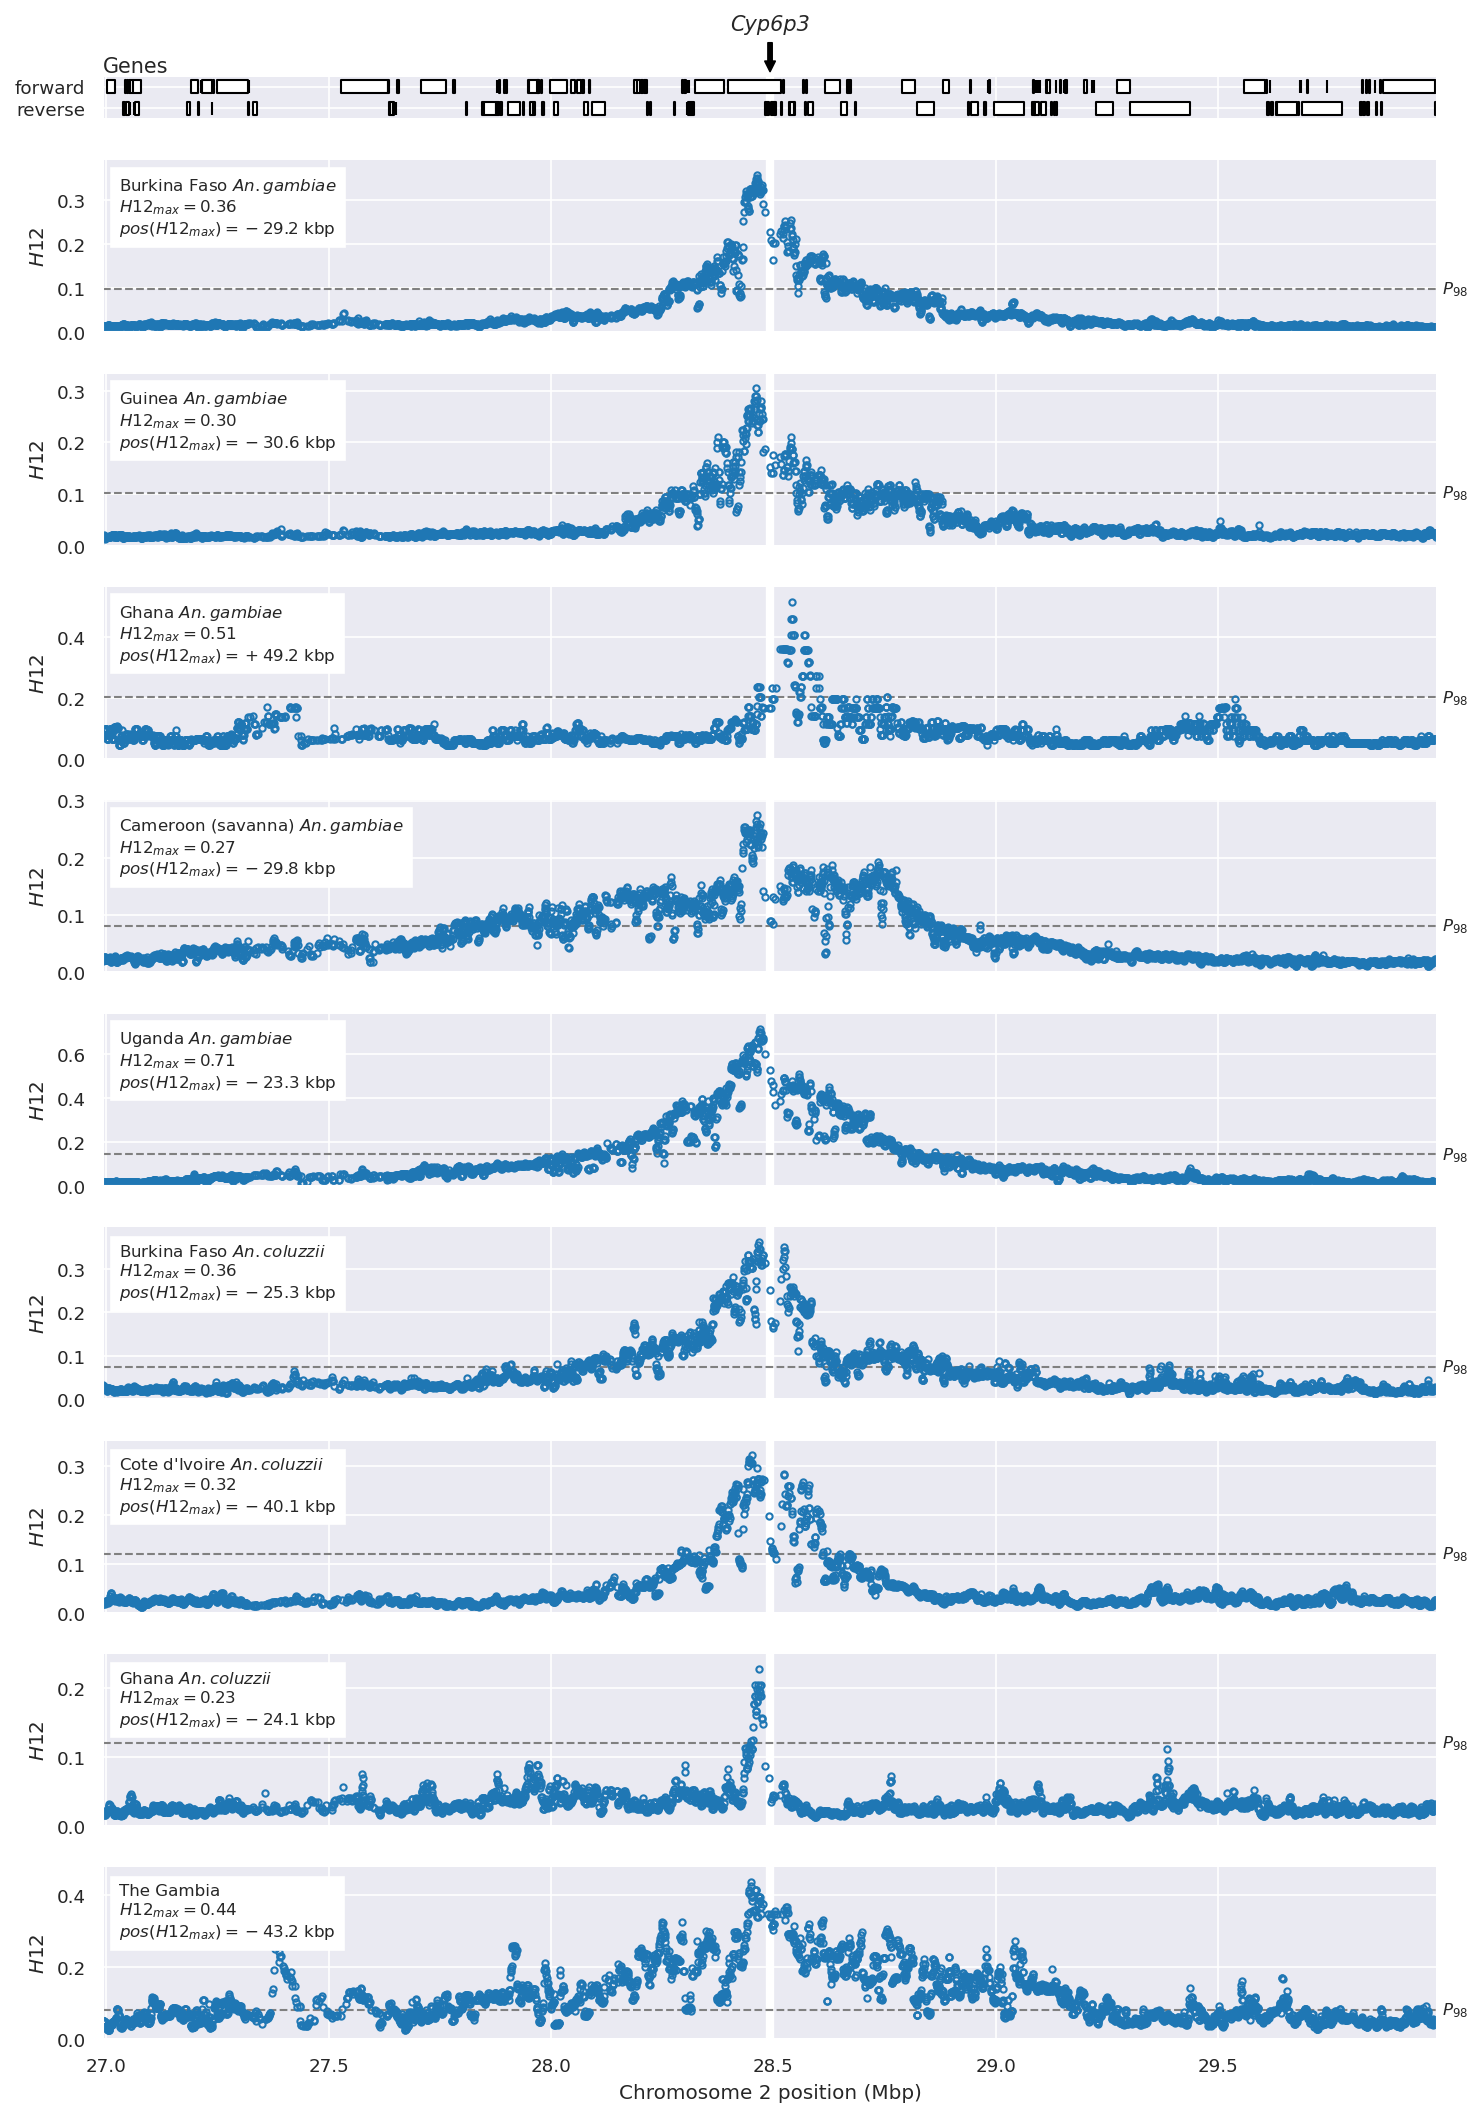 Cyp6p3
Genes
forward
reverse
Burkina Faso An. gambiae
H12max = 0.36
pos(H12max) = − 29.2 kbp
H12
0.3
0.2
0.1
0.0
P98
Guinea An. gambiae
H12max = 0.30
pos(H12max) = − 30.6 kbp
H12
0.3
0.2
0.1
0.0
P98
Ghana An. gambiae
H12max = 0.51
pos(H12max) = + 49.2 kbp
H12
0.4
0.2
0.0
P98
Cameroon (savanna) An. gambiae
H12max = 0.27
pos(H12max) = − 29.8 kbp
H12
0.3
0.2
0.1
0.0
P98
Uganda An. gambiae
H12max = 0.71
pos(H12max) = − 23.3 kbp
H12
0.6
0.4
0.2
0.0
P98
Burkina Faso An. coluzzii
H12max = 0.36
pos(H12max) = − 25.3 kbp
H12
0.3
0.2
0.1
0.0
P98
Cote d'Ivoire An. coluzzii
H12max = 0.32
pos(H12max) = − 40.1 kbp
H12
0.3
0.2
0.1
0.0
P98
Ghana An. coluzzii
H12max = 0.23
pos(H12max) = − 24.1 kbp
H12
0.2
0.1
0.0
P98
The Gambia
H12max = 0.44
pos(H12max) = − 43.2 kbp
H12
0.4
0.2
0.0
P98
27.0 27.5 28.0 28.5 29.0 29.5
Chromosome 2 position (Mbp)